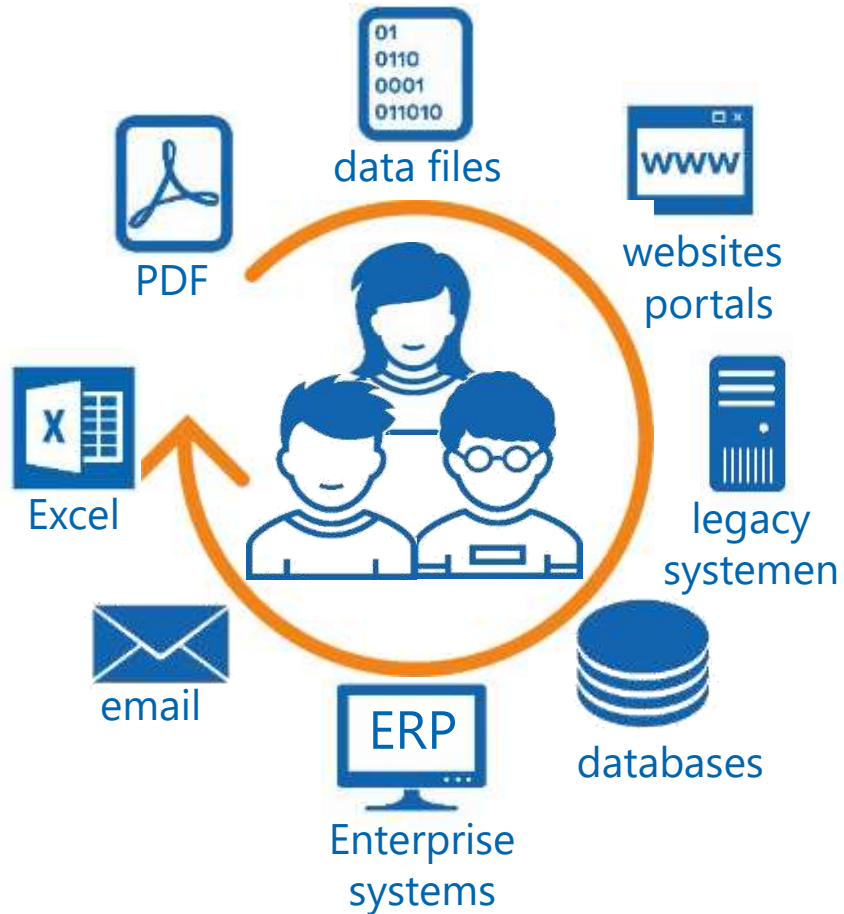 01
0110
0001
011010
data files
PDF
www
websites
portals
X
Excel
legacy
systemen
email
ERP
databases
Enterprise
systems